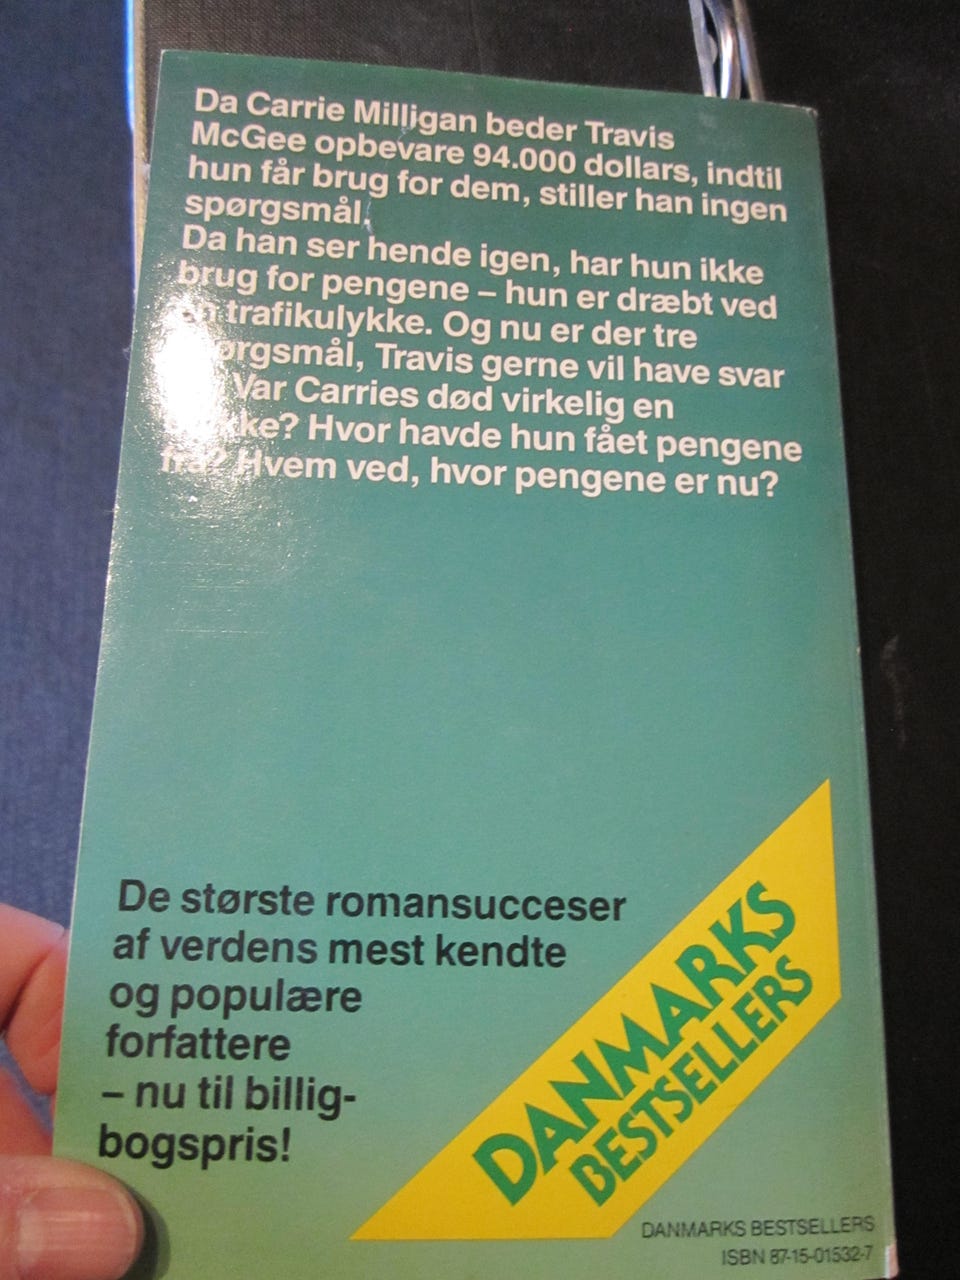 Da Carrie Milligan beder Travis
McGee opbevare 94.000 dollars, indtil
hun får brug for dem, stiller han ingen
spørgsmål.
Da han ser hende igen, har hun ikke
brug for pengene – hun er dræbt ved
en trafikulykke. Og nu er der tre
spørgsmål, Travis gerne vil have svar
Var Carries død virkelig en
Hvor havde hun fået pengene
fra? Hvem ved, hvor pengene er nu?
De største romansucceser
af verdens mest kendte
og populære
forfattere
– nu til billig-
bogspris!
DANMARKS
BESTSELLERS
DANMARKS BESTSELLERS
ISBN 87-15-01532-7